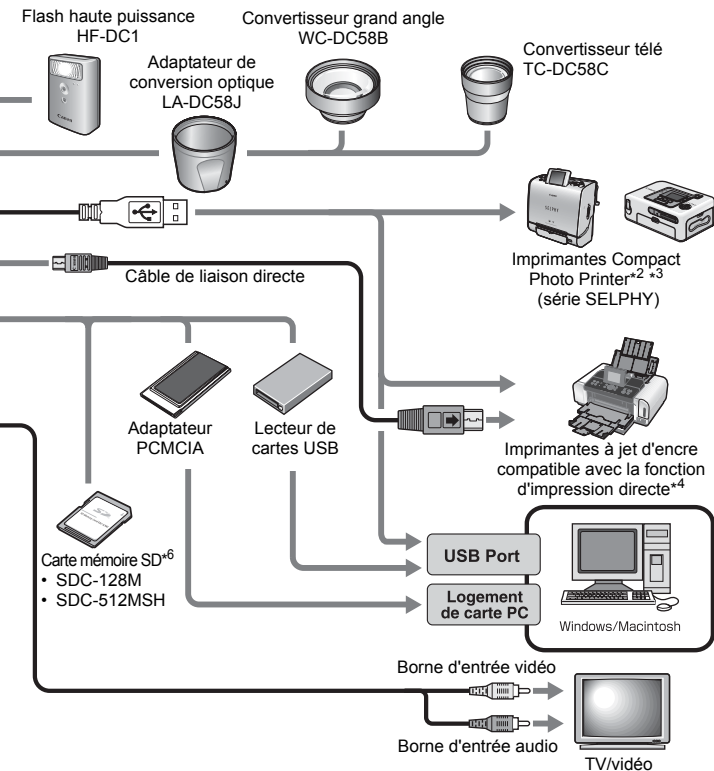 Flash haute puissance
HF-DC1
Convertisseur grand angle
WC-DC58B
Adaptateur de
conversion optique
LA-DC58J
Convertisseur télé
TC-DC58C
Canon
SELPHY
Imprimantes Compact
Photo Printer*2 *3
(série SELPHY)
Câble de liaison directe
Adaptateur
PCMCIA
Lecteur de
cartes USB
Imprimantes à jet d'encre
compatible avec la fonction
d'impression directe*4
Carte mémoire SD*6
• SDC-128M
• SDC-512MSH
USB Port
Logement
de carte PC
Windows/Macintosh
Borne d'entrée vidéo
Borne d'entrée audio
TV/vidéo